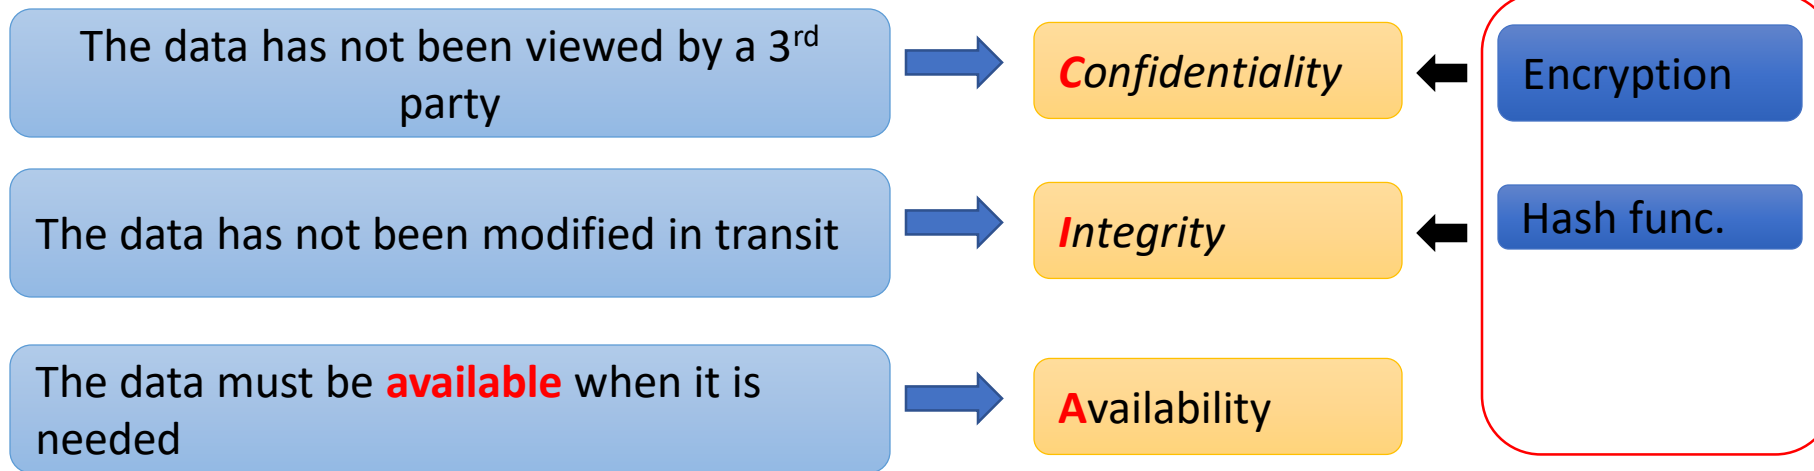 The data has not been viewed by a 3rd
party
Confidentiality
Encryption
The data has not been modified in transit
Integrity
Hash func.
The data must be available when it is
needed
Availability